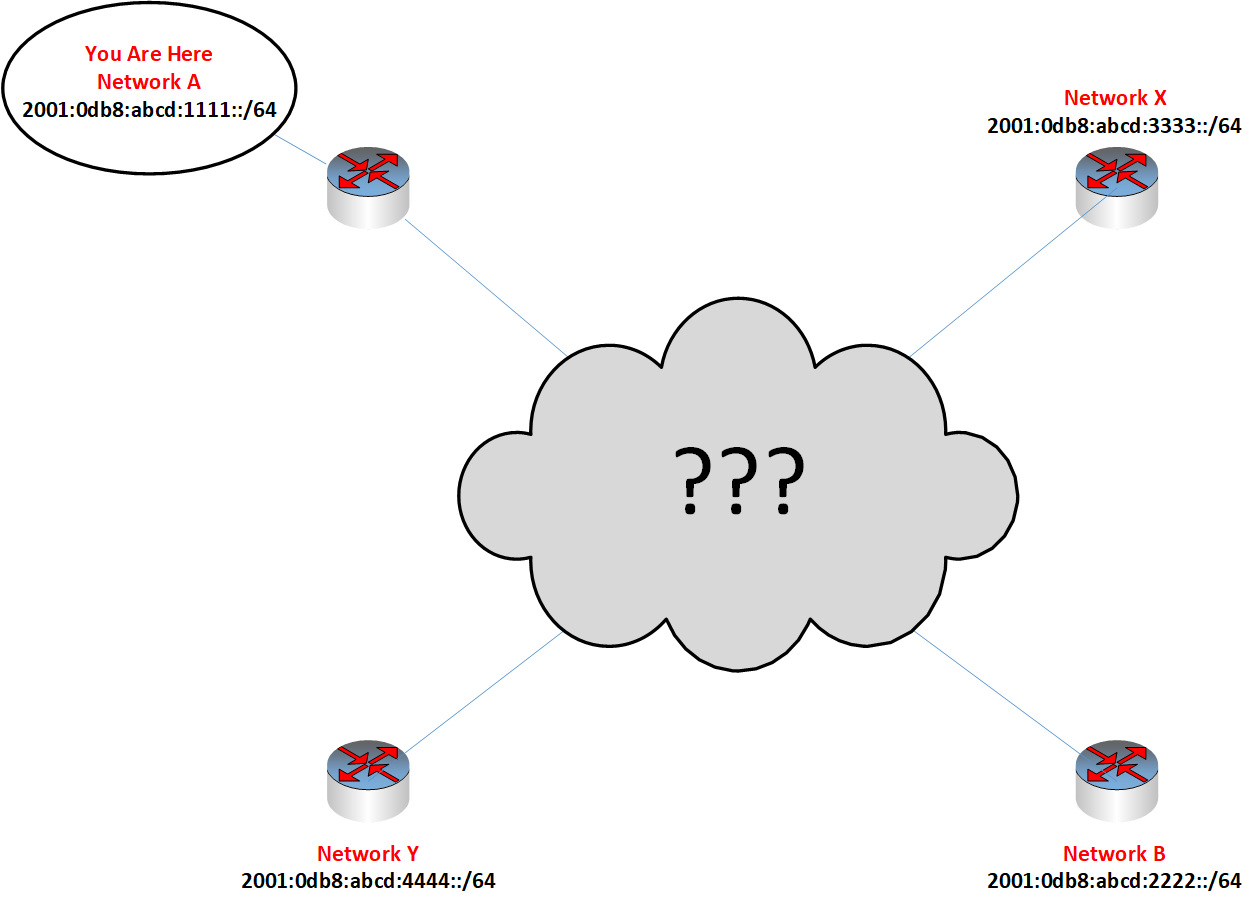 You Are Here
Network A
2001:0db8:abcd:1111::/64
Network X
2001:0db8:abcd:3333::/64
???
Network Y
2001:0db8:abcd:4444::/64
Network B
2001:0db8:abcd:2222::/64